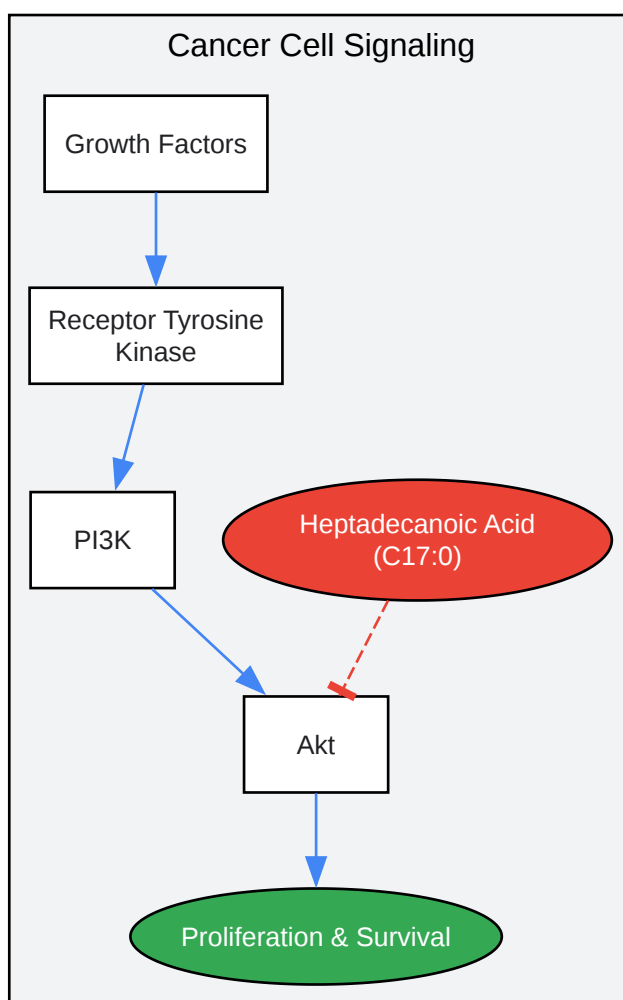 Cancer Cell Signaling
Growth Factors
Receptor Tyrosine
Kinase
PI3K
Heptadecanoic Acid
(C17:0)
Akt
Proliferation & Survival